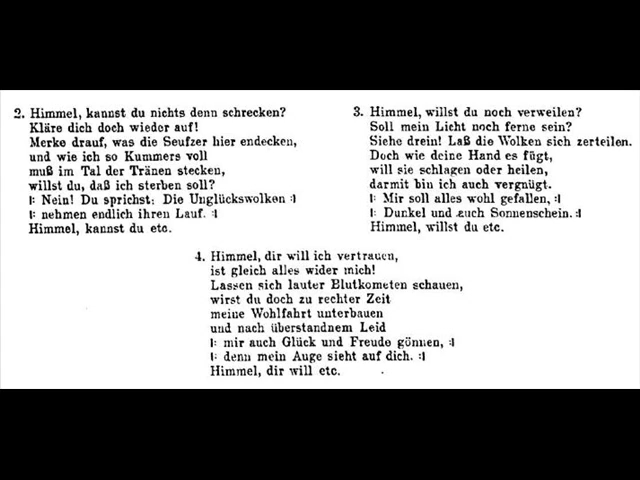 2. Himmel, kannst du nichts denn schrecken?
Kläre dich doch wieder auf!
Merke drauf, was die Seufzer hier endecken,
und wie ich so Kummers voll
muß im Tal der Tränen stecken,
willst du, daß ich sterben soll?
|: Nein! Du sprichst: Die Unglückswolken :|
|: nehmen endlich ihren Lauf. :|
Himmel, kannst du etc.
3. Himmel, willst du noch verweilen?
Soll mein Licht noch ferne sein?
Siehe drein! Laß die Wolken sich zerteilen.
Doch wie deine Hand es fügt,
will sie schlagen oder heilen,
darmit bin ich auch vergnügt.
|: Mir soll alles wohl gefallen, :|
|: Dunkel und auch Sonnenschein. :|
Himmel, willst du etc.
4. Himmel, dir will ich vertrauen,
ist gleich alles wider mich!
Lassen sich lauter Blutkometen schauen,
wirst du doch zu rechter Zeit
meine Wohlfahrt unterbauen
und nach überstandnem Leid
|: mir auch Glück und Freude gönnen, :|
|: denn mein Auge sieht auf dich. :|
Himmel, dir will etc.